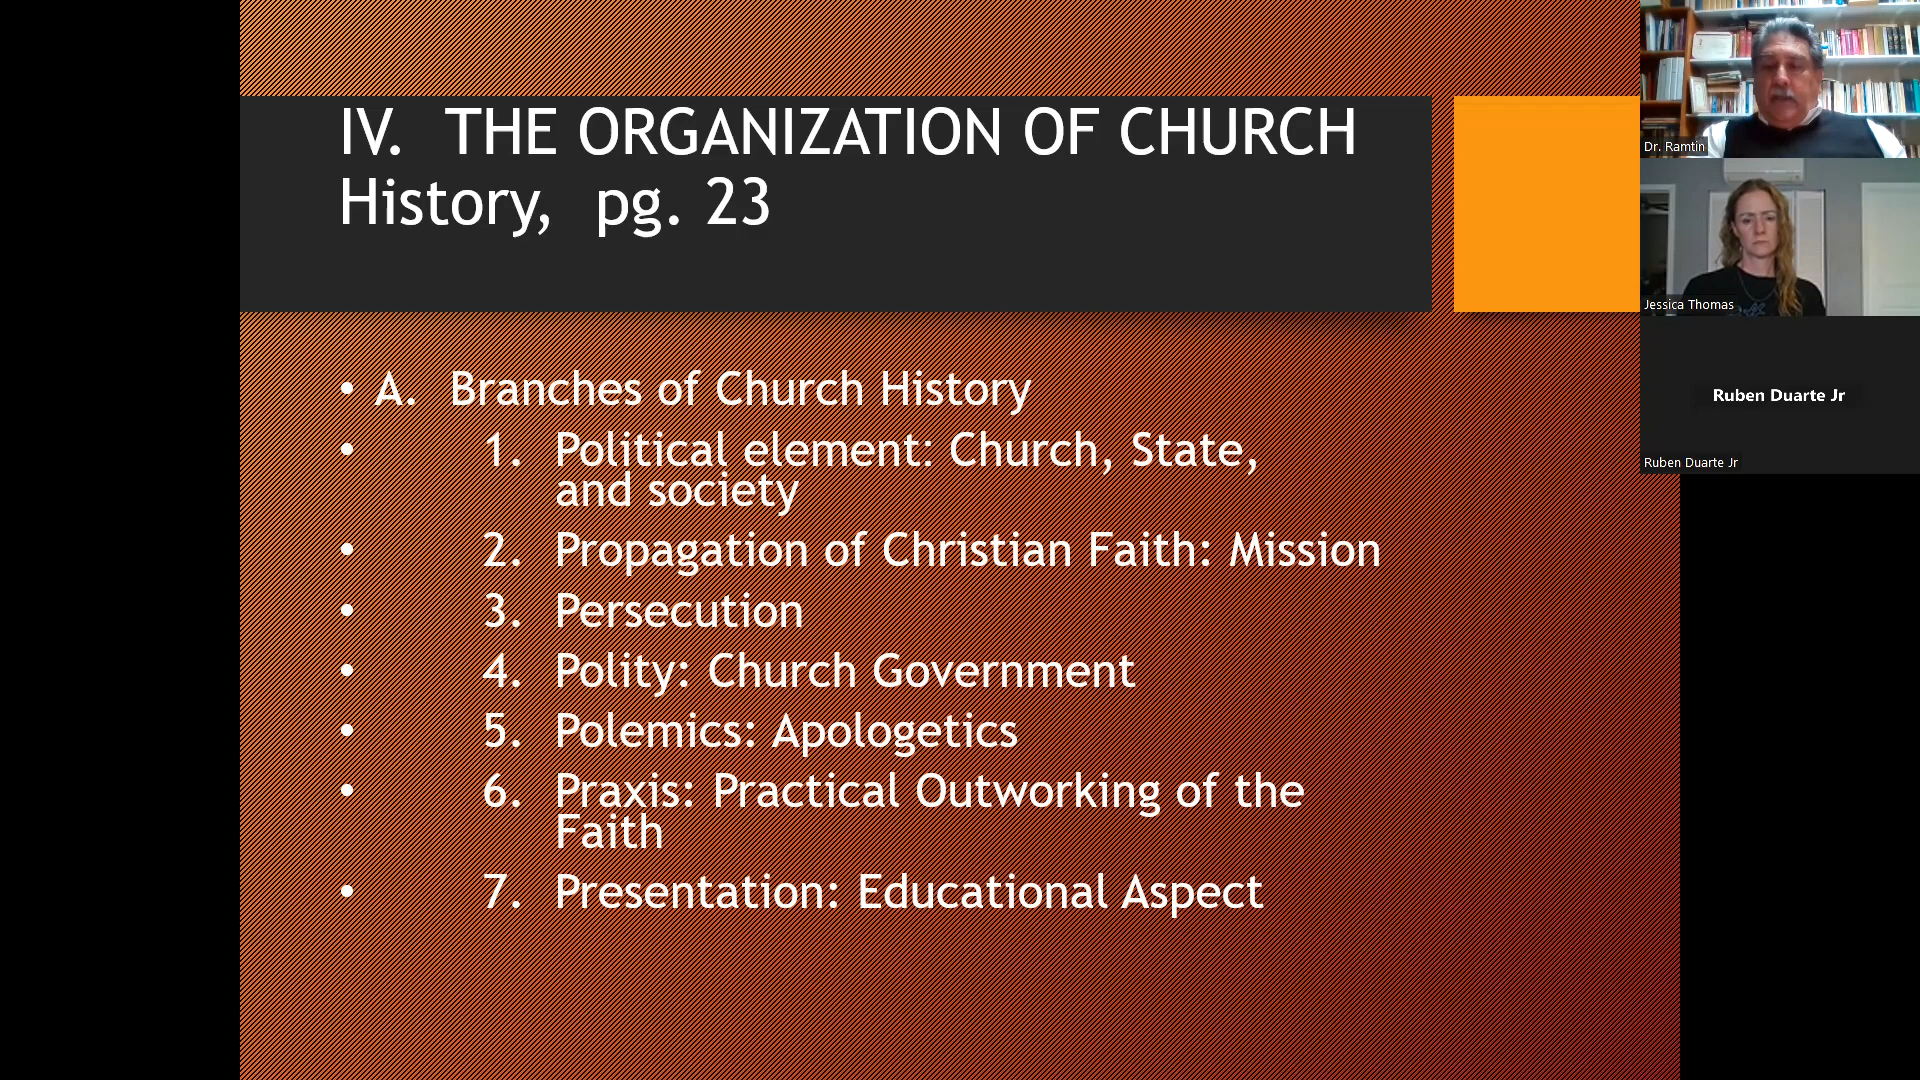 IV. THE ORGANIZATION OF CHURCH
History, pg. 23
• A. Branches of Church History
• 1. Political element: Church, State,
and society
• 2. Propagation of Christian Faith: Mission
• 3. Persecution
• 4. Polity: Church Government
• 5. Polemics: Apologetics
• 6. Praxis: Practical Outworking of the
Faith
• 7. Presentation: Educational Aspect
Dr. Ramtin
Jessica Thomas
Ruben Duarte Jr
Ruben Duarte Jr